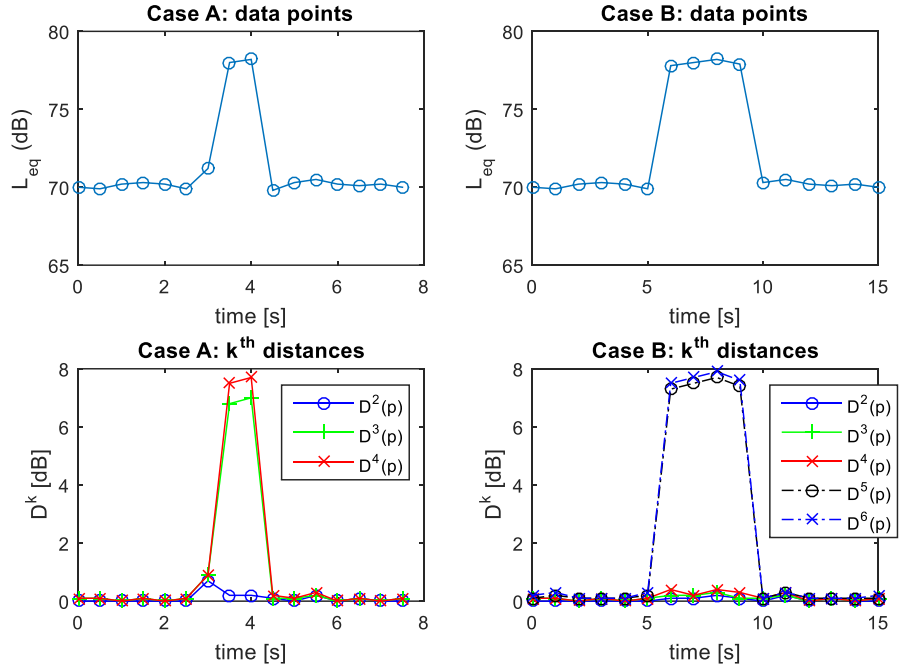 Case A: data points
80
75
70
65
L_eq (dB)
0 2 4 6 8
time [s]
Case B: data points
80
75
70
65
L_eq (dB)
0 5 10 15
time [s]
Case A: k^th distances
8
6
4
2
0
D^k [dB]
0 2 4 6 8
time [s]
D^2(p)
D^3(p)
D^4(p)
Case B: k^th distances
8
6
4
2
0
D^k [dB]
0 5 10 15
time [s]
D^2(p)
D^3(p)
D^4(p)
D^5(p)
D^6(p)